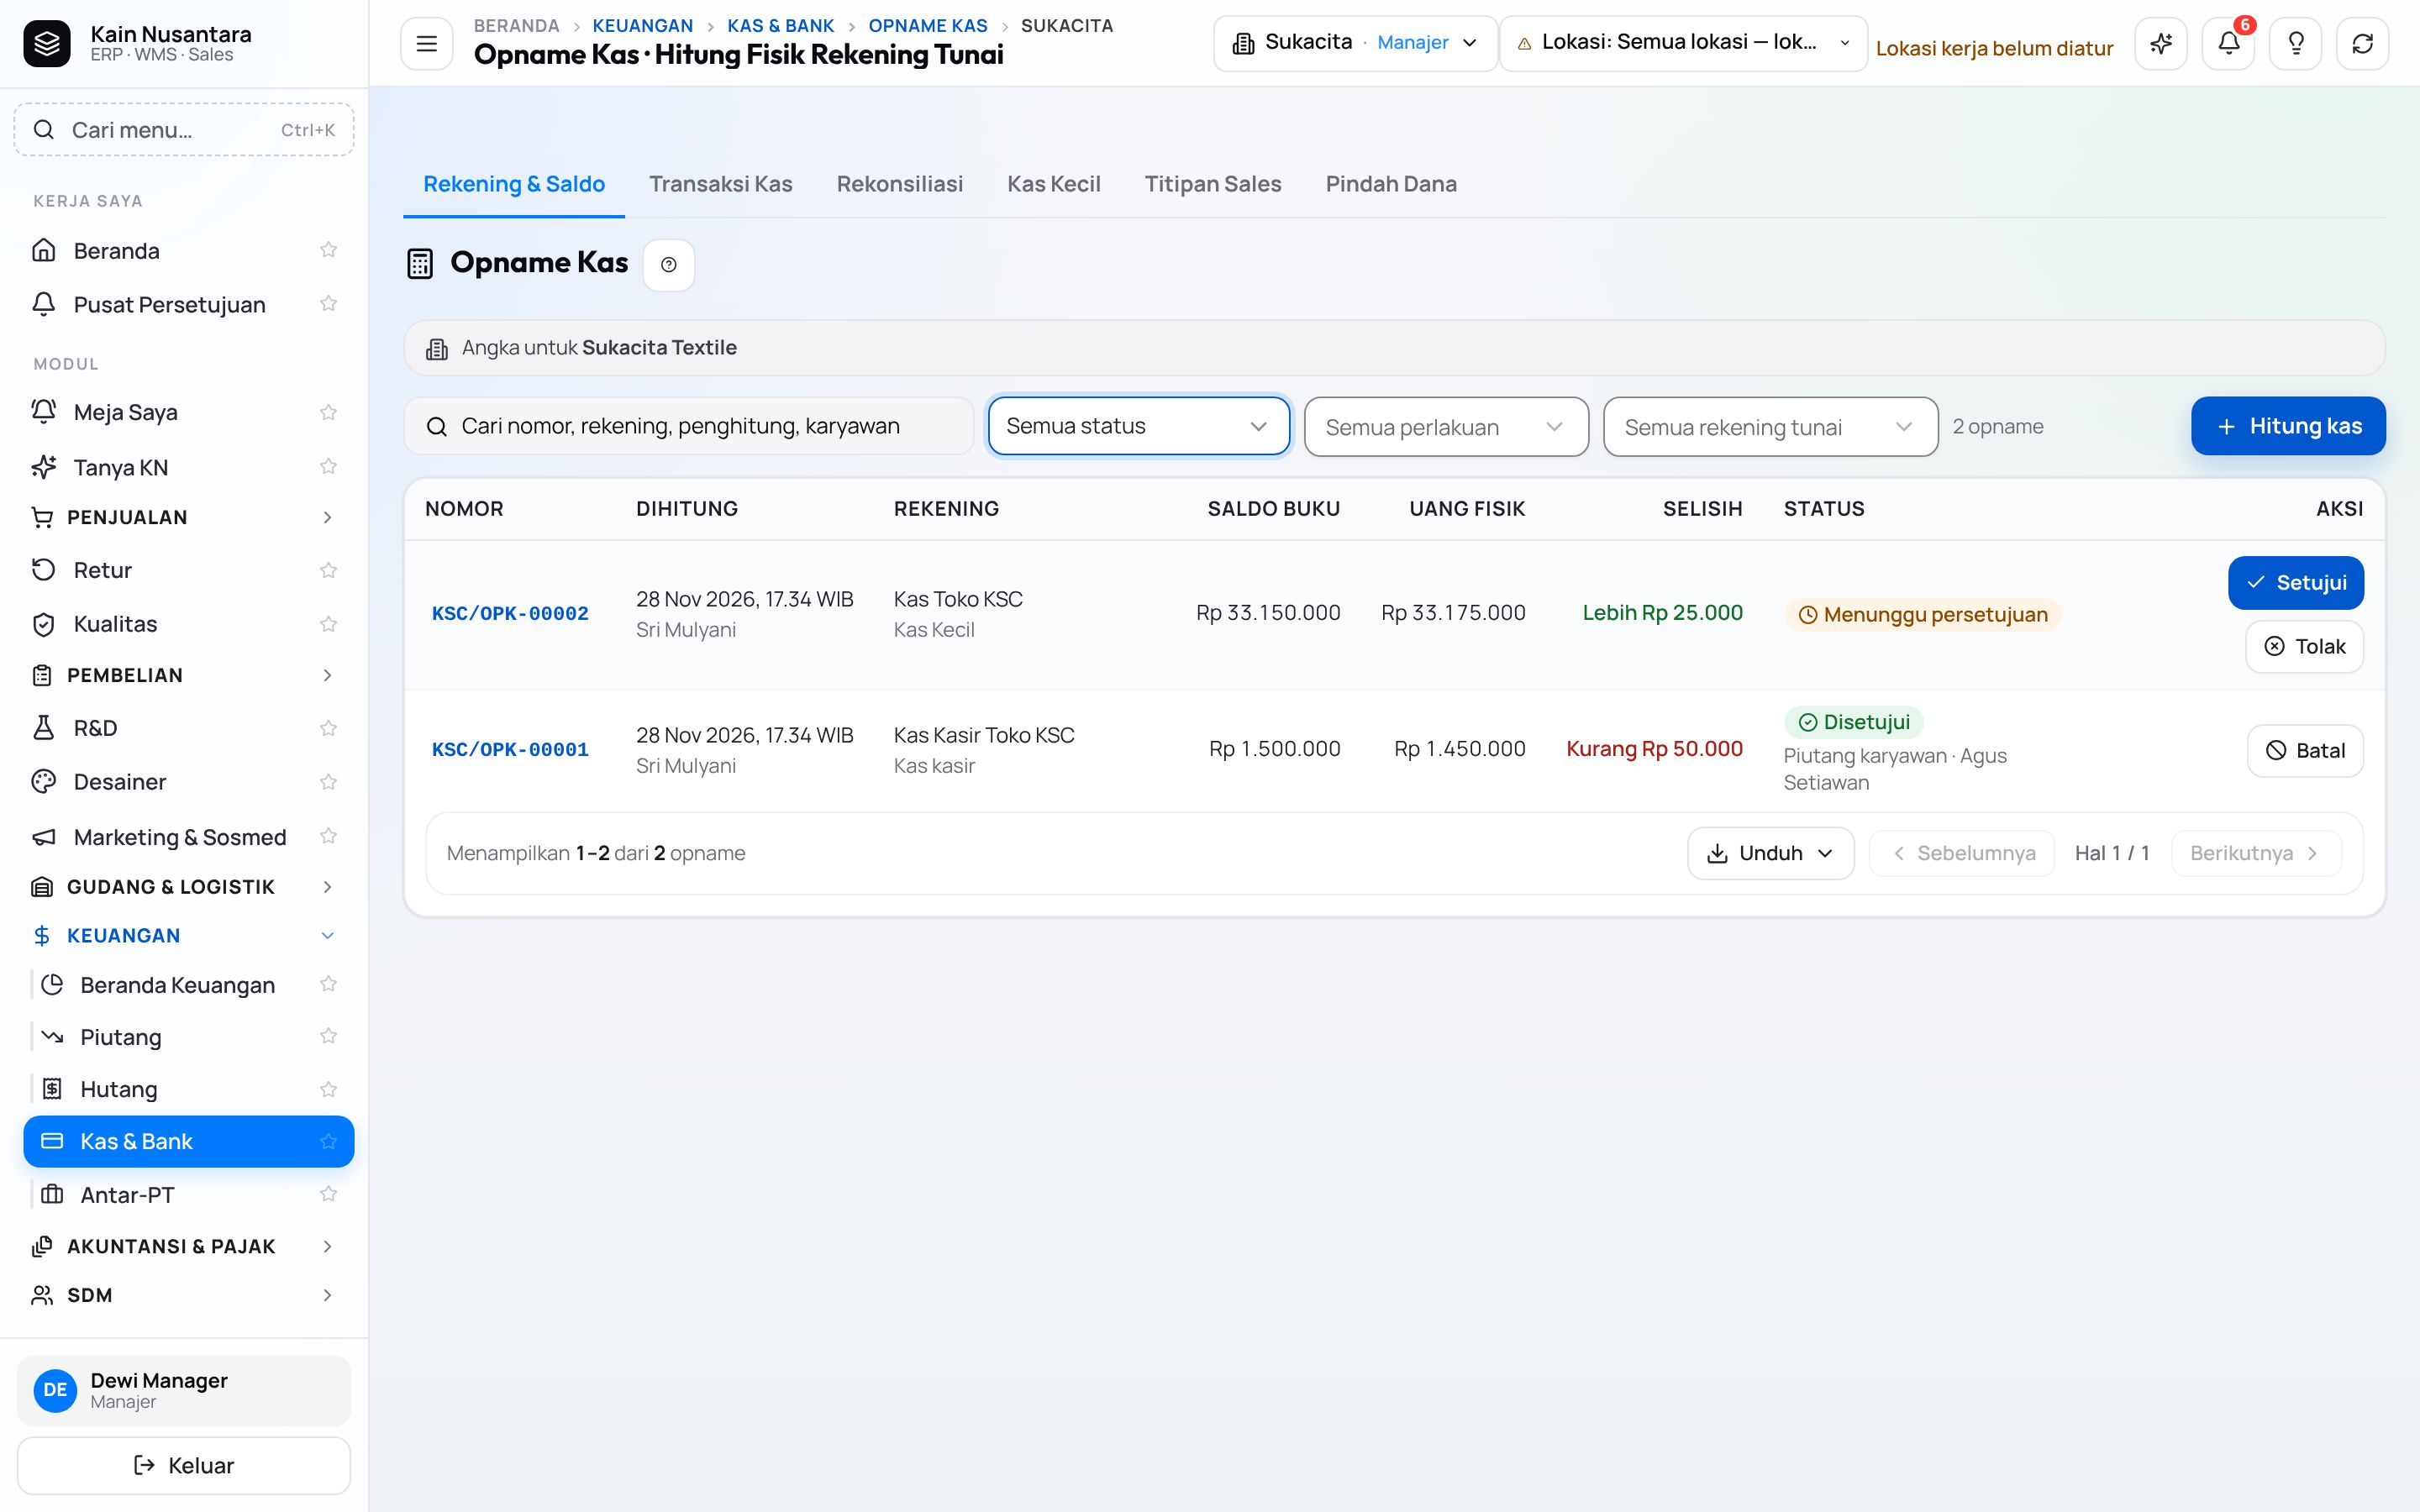 Kain Nusantara
ERP · WMS · Sales
Cari menu... Ctrl+K
KERJA SAYA
Beranda
Pusat Persetujuan
MODUL
Meja Saya
Tanya KN
PENJUALAN
Retur
Kualitas
PEMBELIAN
R&D
Desainer
Marketing & Sosmed
GUDANG & LOGISTIK
KEUANGAN
Beranda Keuangan
Piutang
Hutang
Kas & Bank
Antar-PT
AKUNTANSI & PAJAK
SDM
DE
Dewi Manager
Manajer
Keluar
BERANDA > KEUANGAN > KAS & BANK > OPNAME KAS > SUKACITA
Opname Kas · Hitung Fisik Rekening Tunai
Sukacita · Manajer
Lokasi: Semua lokasi — lok...
Lokasi kerja belum diatur
6
Rekening & Saldo Transaksi Kas Rekonsiliasi Kas Kecil Titipan Sales Pindah Dana
Opname Kas
Angka untuk Sukacita Textile
Cari nomor, rekening, penghitung, karyawan Semua status Semua perlakuan Semua rekening tunai 2 opname + Hitung kas
NOMOR DIHITUNG REKENING SALDO BUKU UANG FISIK SELISIH STATUS AKSI
KSC/OPK-00002 28 Nov 2026, 17.34 WIB Kas Toko KSC Rp 33.150.000 Rp 33.175.000 Lebih Rp 25.000 Menunggu persetujuan Setujui
Sri Mulyani Kas Kecil Tolak
KSC/OPK-00001 28 Nov 2026, 17.34 WIB Kas Kasir Toko KSC Rp 1.500.000 Rp 1.450.000 Kurang Rp 50.000 Disetujui Batal
Sri Mulyani Kas kasir Piutang karyawan · Agus
Setiawan
Menampilkan 1–2 dari 2 opname Unduh Sebelumnya Hal 1 / 1 Berikutnya